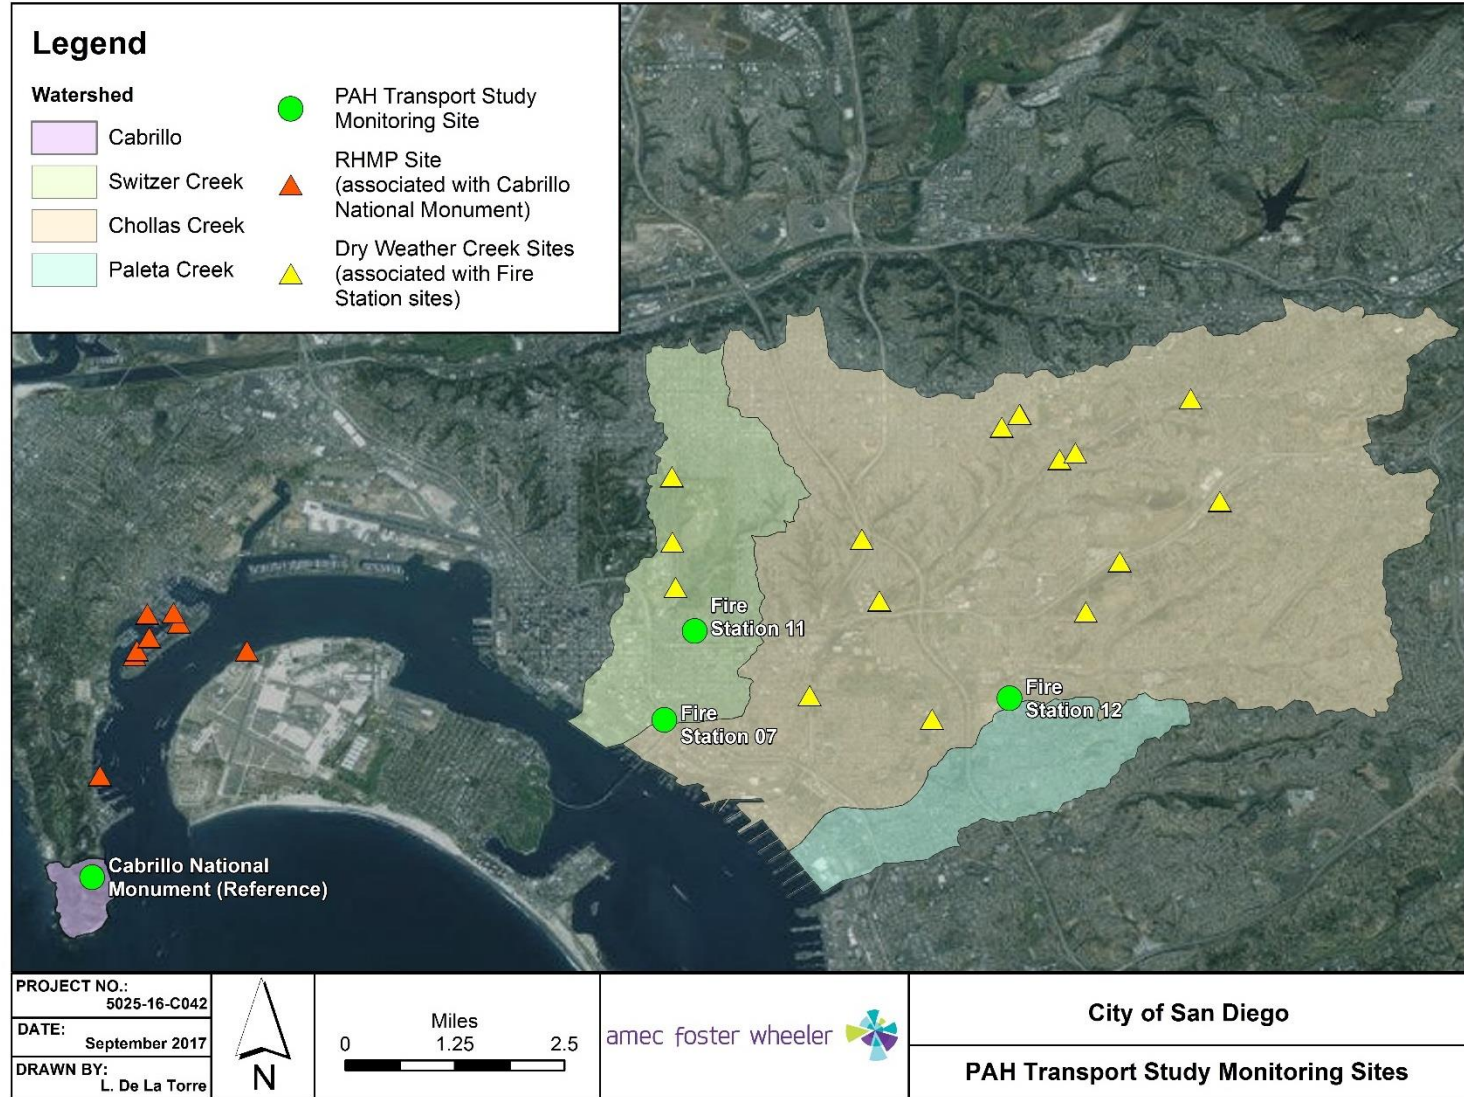 Legend
Watershed
Cabrillo
Switzer Creek
Chollas Creek
Paleta Creek
PAH Transport Study
Monitoring Site
RHMP Site
(associated with Cabrillo
National Monument)
Dry Weather Creek Sites
(associated with Fire
Station sites)
Fire
Station 11
Fire
Station 07
Fire
Station 12
Cabrillo National
Monument (Reference)
PROJECT NO.:
5025-16-C042
DATE:
September 2017
DRAWN BY:
L. De La Torre
N
Miles
0 1.25 2.5
amec foster wheeler
City of San Diego
PAH Transport Study Monitoring Sites